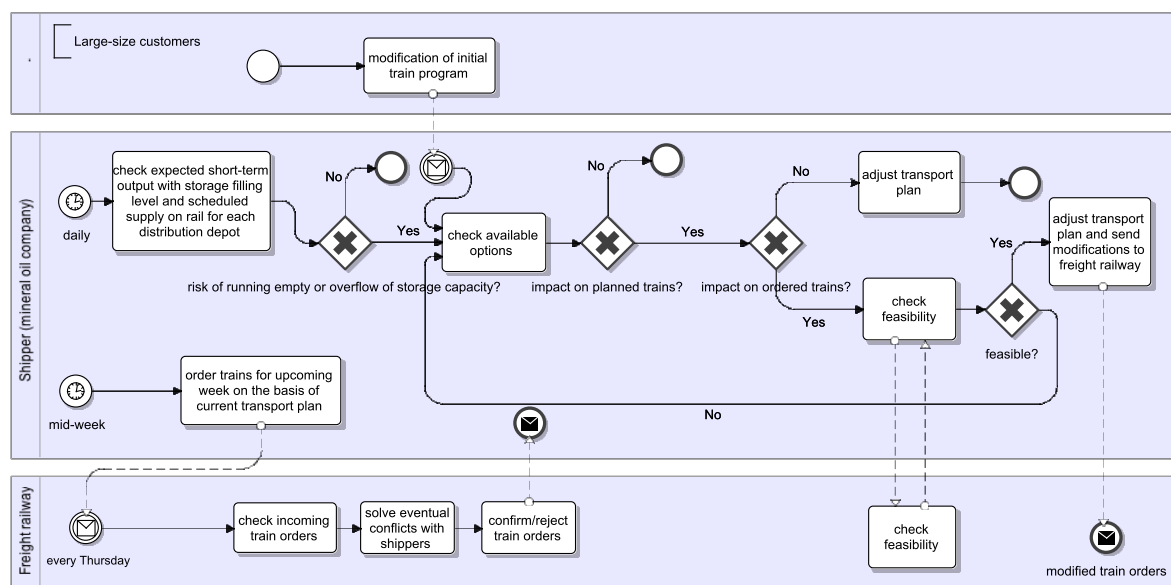 Large-size customers
modification of initial
train program
Shipper (mineral oil company)
check expected short-term
output with storage filling
level and scheduled
supply on rail for each
distribution depot
daily
No
Yes
risk of running empty or overflow of storage capacity?
check available
options
No
Yes
impact on planned trains?
No
Yes
impact on ordered trains?
adjust transport
plan
check
feasibility
Yes
feasible?
No
adjust transport
plan and send
modifications to
freight railway
order trains for upcoming
week on the basis of
current transport plan
mid-week
Freight railway
every Thursday
check incoming
train orders
solve eventual
conflicts with
shippers
confirm/reject
train orders
check
feasibility
modified train orders